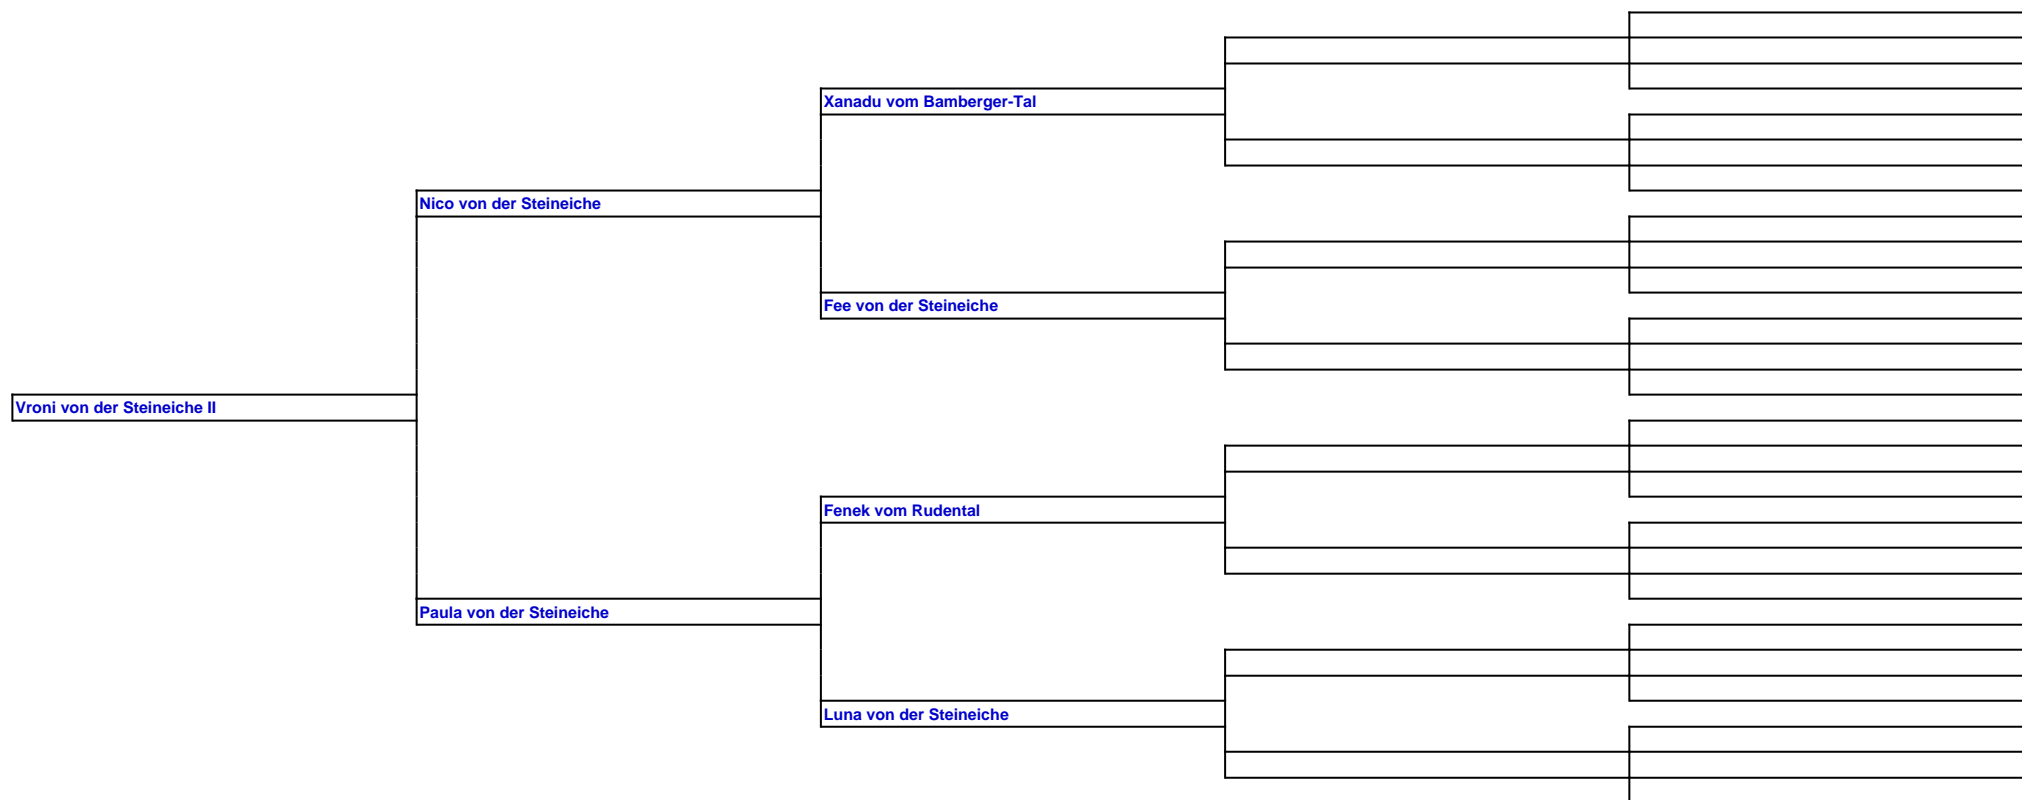 Xanadu vom Bamberger-Tal
Nico von der Steineiche
Fee von der Steineiche
Vroni von der Steineiche II
Fenek vom Rudental
Paula von der Steineiche
Luna von der Steineiche